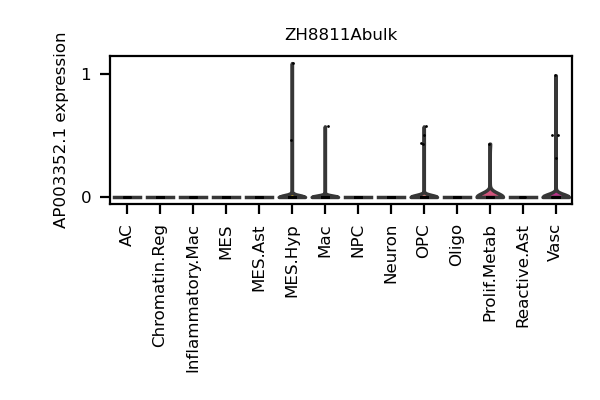 ZH8811Abulk
AP003352.1 expression
1
0
AC
Chromatin.Reg
Inflammatory.Mac
MES
MES.Ast
MES.Hyp
Mac
NPC
Neuron
OPC
Oligo
Prolif.Metab
Reactive.Ast
Vasc